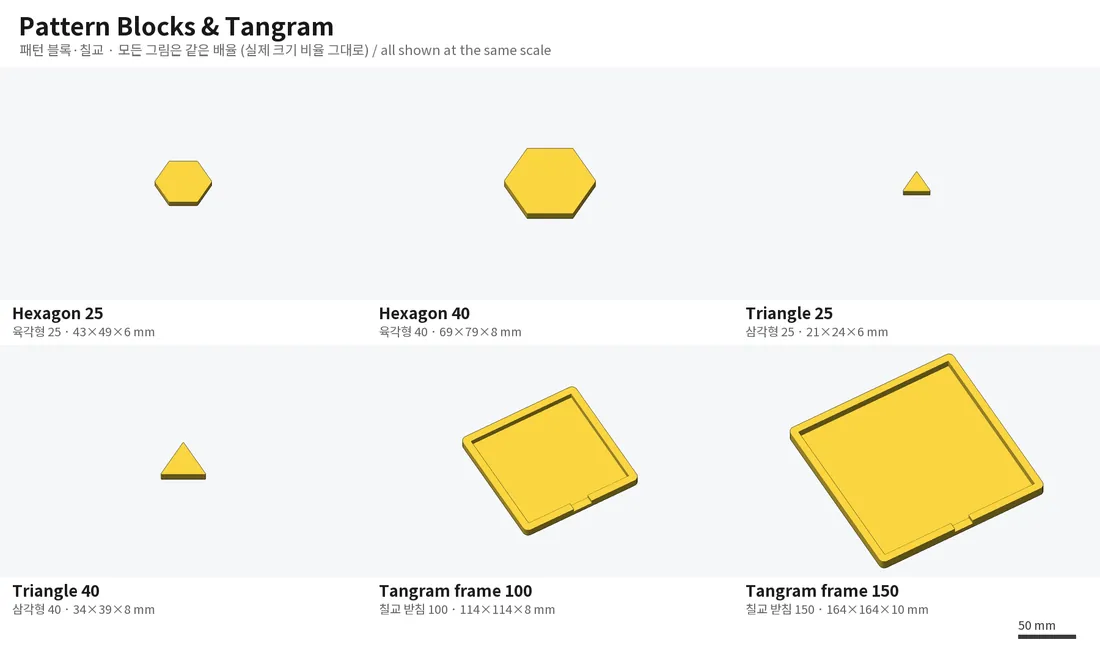 Pattern Blocks & Tangram
패턴 블록·칠교 · 모든 그림은 같은 배율 (실제 크기 비율 그대로) / all shown at the same scale
Hexagon 25
육각형 25 · 43×49×6 mm
Hexagon 40
육각형 40 · 69×79×8 mm
Triangle 25
삼각형 25 · 21×24×6 mm
Triangle 40
삼각형 40 · 34×39×8 mm
Tangram frame 100
칠교 받침 100 · 114×114×8 mm
Tangram frame 150
칠교 받침 150 · 164×164×10 mm
50 mm